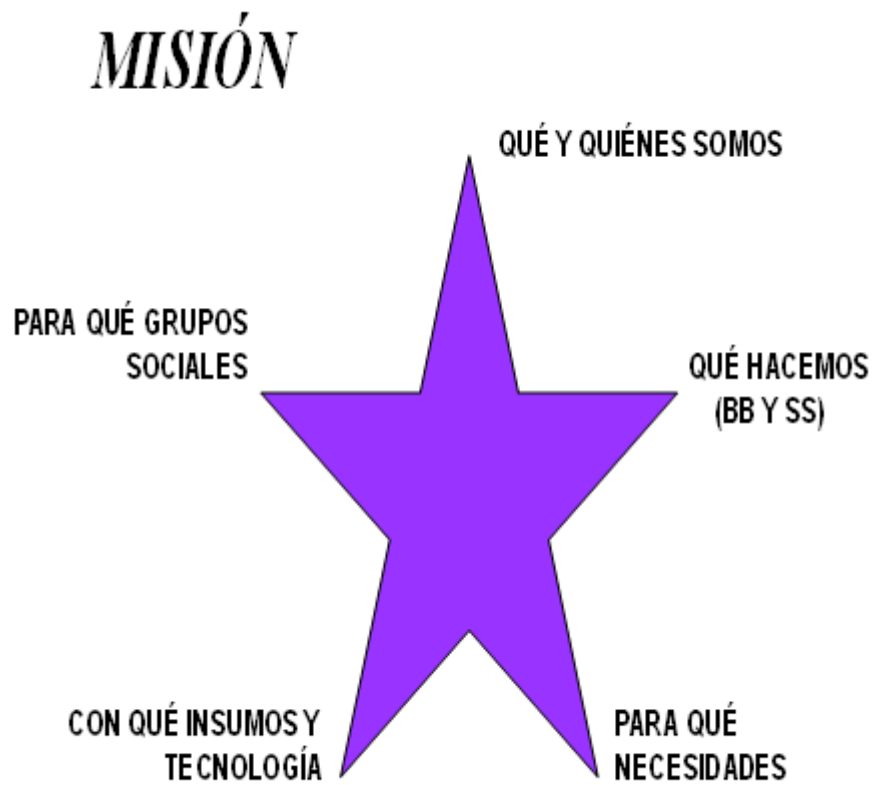 MISIÓN
QUÉ Y QUIÉNES SOMOS
PARA QUÉ GRUPOS
SOCIALES
QUÉ HACEMOS
(BB Y SS)
CON QUÉ INSUMOS Y
TECNOLOGÍA
PARA QUÉ
NECESIDADES